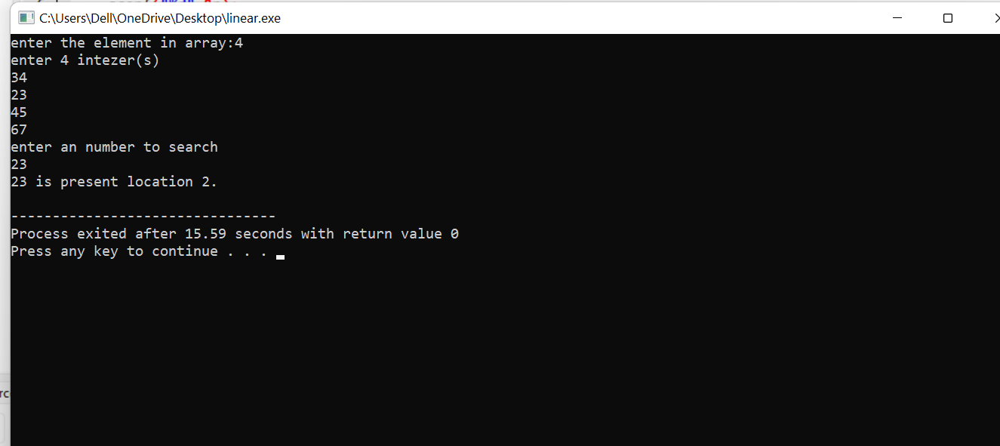 C:\Users\Dell\OneDrive\Desktop\linear.exe
enter the element in array:4
enter 4 intezer(s)
34
23
45
67
enter an number to search
23
23 is present location 2.
--------------------------------
Process exited after 15.59 seconds with return value 0
Press any key to continue . . .